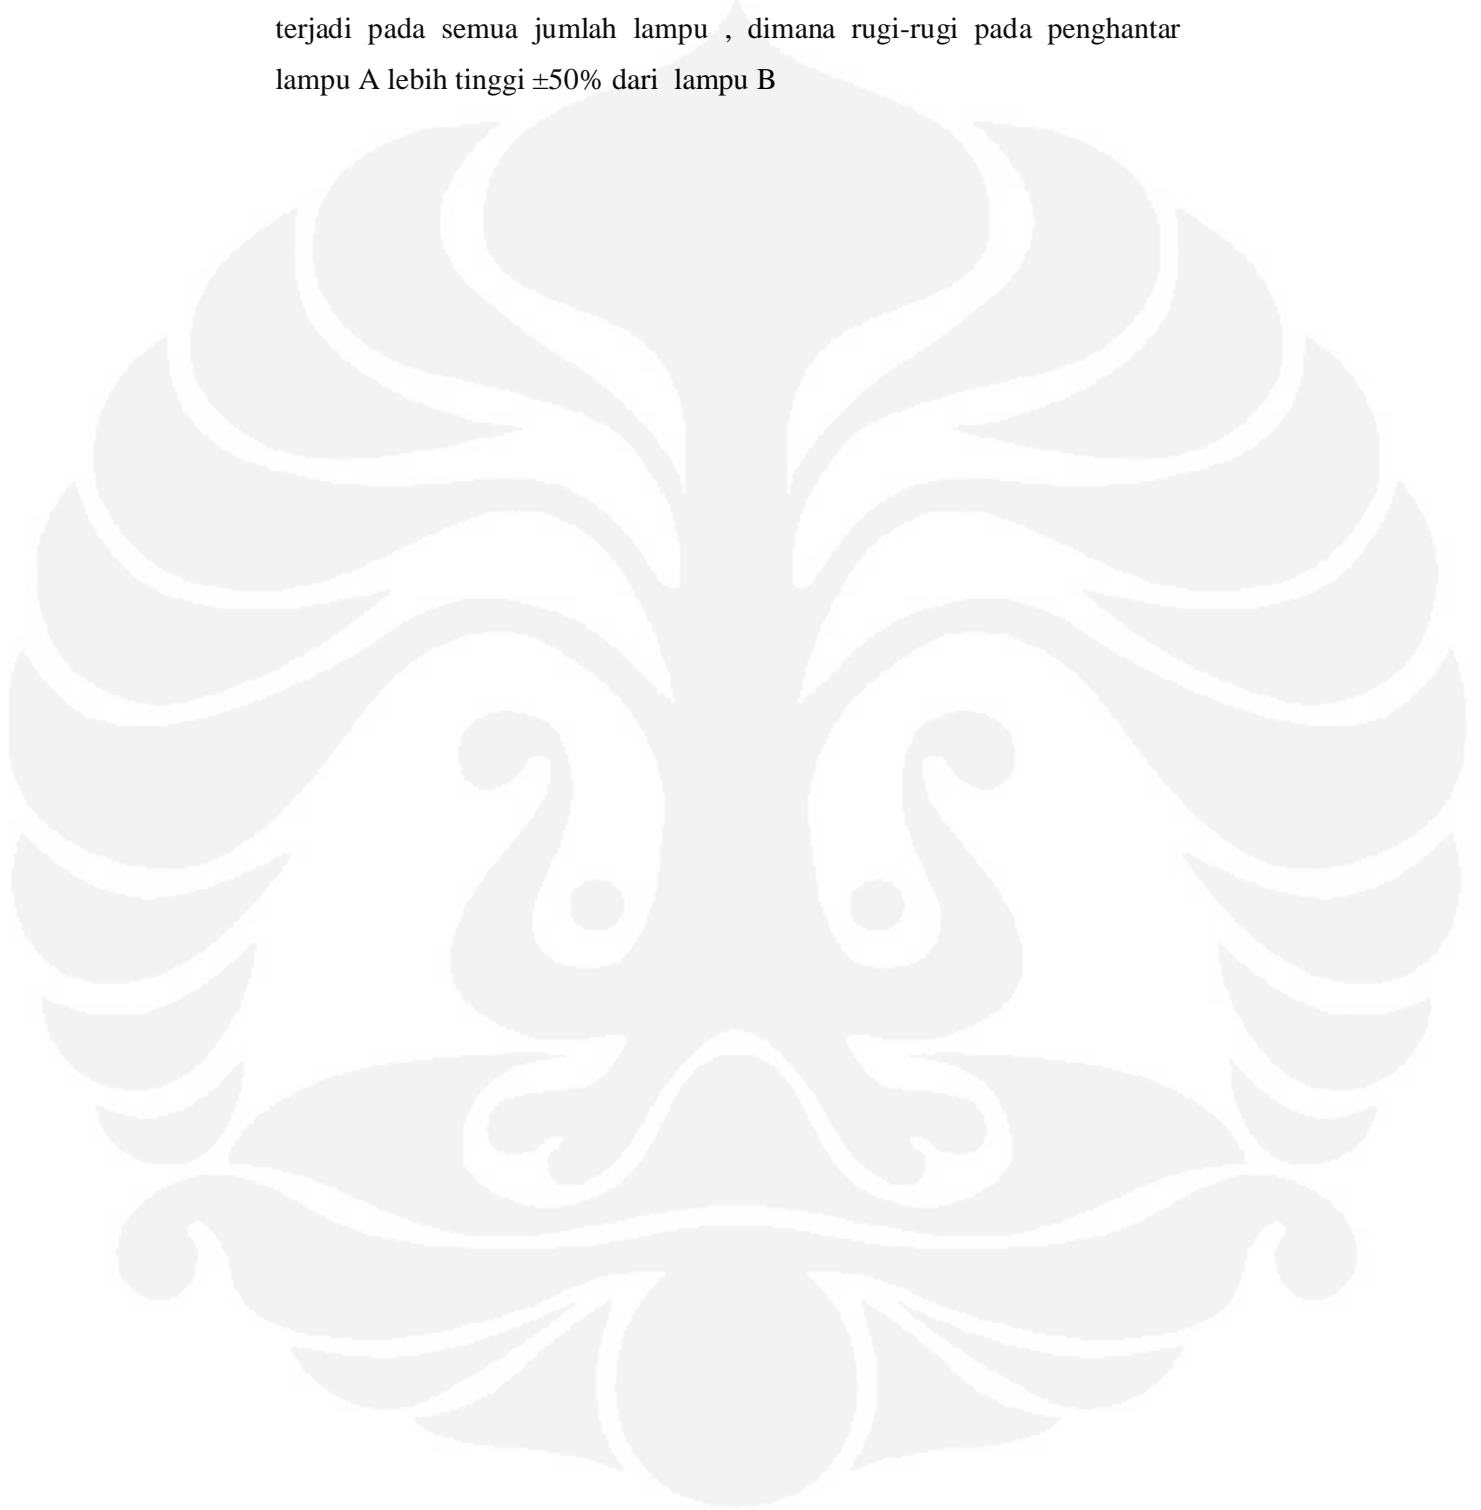 terjadi pada semua jumlah lampu , dimana rugi-rugi pada penghantar
lampu A lebih tinggi ±50% dari lampu B